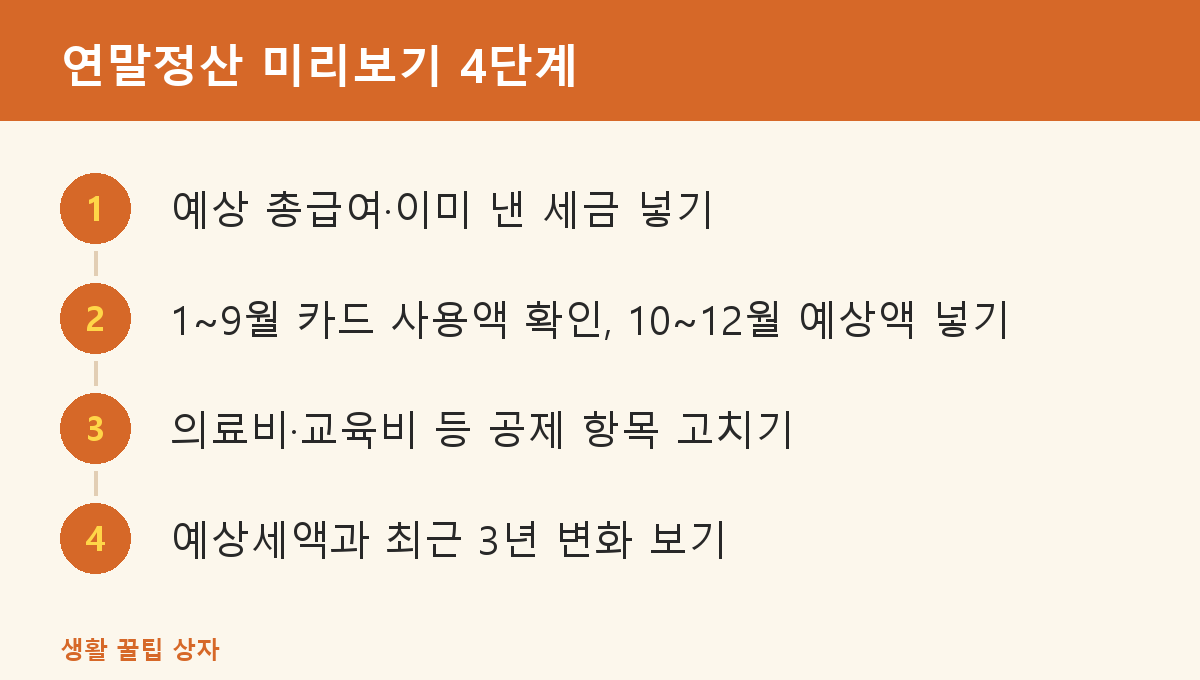 연말정산 미리보기 4단계
1 예상 총급여·이미 낸 세금 넣기
2 1~9월 카드 사용액 확인, 10~12월 예상액 넣기
3 의료비·교육비 등 공제 항목 고치기
4 예상세액과 최근 3년 변화 보기
생활 꿀팁 상자